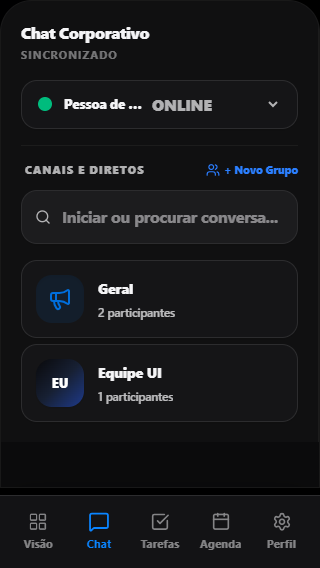 Chat Corporativo
SINCRONIZADO
Pessoa de ... ONLINE
CANAIS E DIRETOS + Novo Grupo
Iniciar ou procurar conversa...
Geral
2 participantes
EU Equipe UI
1 participantes
Visão Chat Tarefas Agenda Perfil